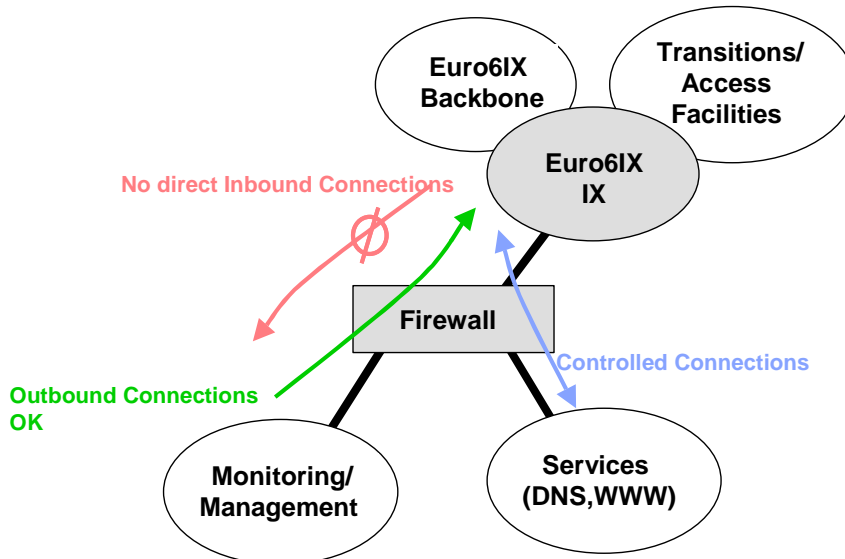 Euro6IX
Backbone
Transitions/
Access
Facilities
Euro6IX
IX
No direct Inbound Connections
Firewall
Controlled Connections
Outbound Connections
OK
Monitoring/
Management
Services
(DNS,WWW)